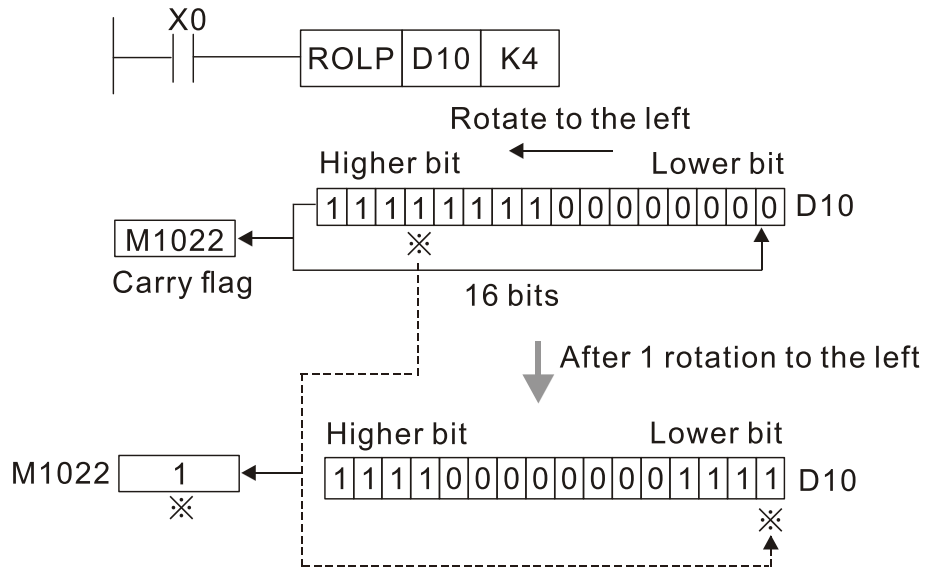 X0
ROLP D10 K4
Rotate to the left
Higher bit Lower bit
1 1 1 1 1 1 1 1 0 0 0 0 0 0 0 0 D10
M1022 ※
Carry flag
16 bits
After 1 rotation to the left
Higher bit Lower bit
M1022 1 1 1 1 1 0 0 0 0 0 0 0 0 1 1 1 1 D10
※ ※